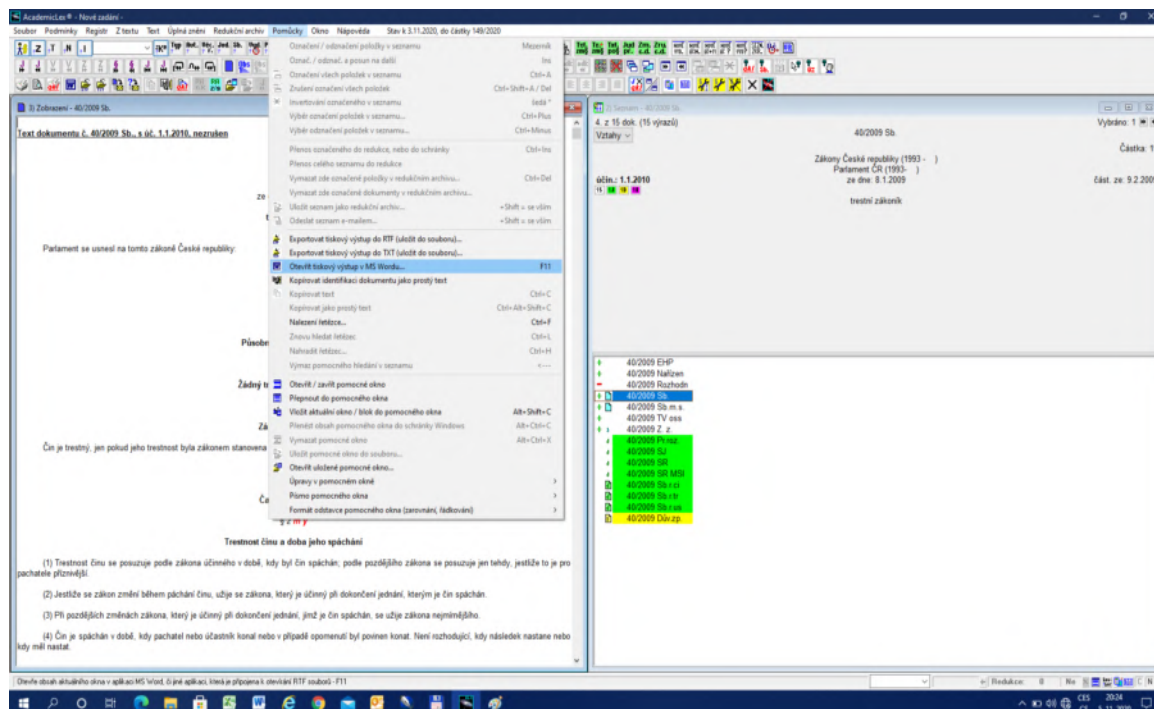 AcademicLex® - Nové zadání -
Soubor Podmínky Registr Z textu Text Úplná znění Redukční archiv Pomůcky Okno Nápověda Stav k 3.11.2020, do částky 149/2020
Označení / odznačení položky v seznamu Mezerník
Označ. / odznač. a posun na další Ins
Označení všech položek v seznamu Ctrl+A
Zrušení označení všech položek Ctrl+Shift+A / Del
Invertování označeného v seznamu šedá *
Výběr označení položek v seznamu... Ctrl+Plus
Výběr odznačení položek v seznamu... Ctrl+Minus
Přenos označeného do redukce, nebo do schránky Ctrl+Ins
Přenos celého seznamu do redukce
Vymazat zde označené položky v redukčním archivu... Ctrl+Del
Vymazat zde označené dokumenty v redukčním archivu...
Uložit seznam jako redukční archiv... +Shift = se vším
Odeslat seznam e-mailem... +Shift = se vším
Exportovat tiskový výstup do RTF (uložit do souboru)...
Exportovat tiskový výstup do TXT (uložit do souboru)...
Otevřít tiskový výstup v MS Wordu... F11
Kopírovat identifikaci dokumentu jako prostý text
Kopírovat text Ctrl+C
Kopírovat jako prostý text Ctrl+Alt+Shift+C
Nalezení řetězce... Ctrl+F
Znovu hledat řetězec Ctrl+L
Nahradit řetězec... Ctrl+H
Výmaz pomocného hledání v seznamu <---
Otevřít / zavřít pomocné okno
Přepnout do pomocného okna
Vložit aktuální okno / blok do pomocného okna Alt+Shift+C
Přenést obsah pomocného okna do schránky Windows Alt+Ctrl+C
Vymazat pomocné okno Alt+Ctrl+X
Uložit pomocné okno do souboru...
Otevřít uložené pomocné okno...
Úpravy v pomocném okně
Písmo pomocného okna
Formát odstavce pomocného okna (zarovnání, řádkování)
3) Zobrazení - 40/2009 Sb.
Text dokumentu č. 40/2009 Sb., s úč. 1.1.2010, nezrušen
ze
Parlament se usnesl na tomto zákoně České republiky:
Působn
Žádný tr
Zá
Čin je trestný, jen pokud jeho trestnost byla zákonem stanovena
Ča
§ 2 m y
Trestnost činu a doba jeho spáchání
(1) Trestnost činu se posuzuje podle zákona účinného v době, kdy byl čin spáchán; podle pozdějšího zákona se posuzuje jen tehdy, jestliže to je pro
pachatele příznivější.
(2) Jestliže se zákon změní během páchání činu, užije se zákona, který je účinný při dokončení jednání, kterým je čin spáchán.
(3) Při pozdějších změnách zákona, který je účinný při dokončení jednání, jímž je čin spáchán, se užije zákona nejmírnějšího.
(4) Čin je spáchán v době, kdy pachatel nebo účastník konal nebo v případě opomenutí byl povinen konat. Není rozhodující, kdy následek nastane nebo
kdy měl nastat.
2) Seznam - 40/2009 Sb.
4. z 15 dok. (15 výrazů) Vybráno: 1
Vztahy
40/2009 Sb.
Částka: 1
Zákony České republiky (1993 - )
Parlament ČR (1993- )
účin.: 1.1.2010 ze dne: 8.1.2009 část. ze: 9.2.200
trestní zákoník
40/2009 EHP
40/2009 Nařízen
40/2009 Rozhodn
40/2009 Sb.
40/2009 Sb.m.s.
40/2009 TV oss
40/2009 Z. z.
40/2009 Pr.roz.
40/2009 SJ
40/2009 SR
40/2009 SR MSl
40/2009 Sb.r.ci
40/2009 Sb.r.tr
40/2009 Sb.r.us
40/2009 Dův.zp.
Otevře obsah aktuálního okna v aplikaci MS Word, či jiné aplikaci, která je připojena k otevírání RTF souborů - F11
Redukce: 0 Ne
CES 20:24